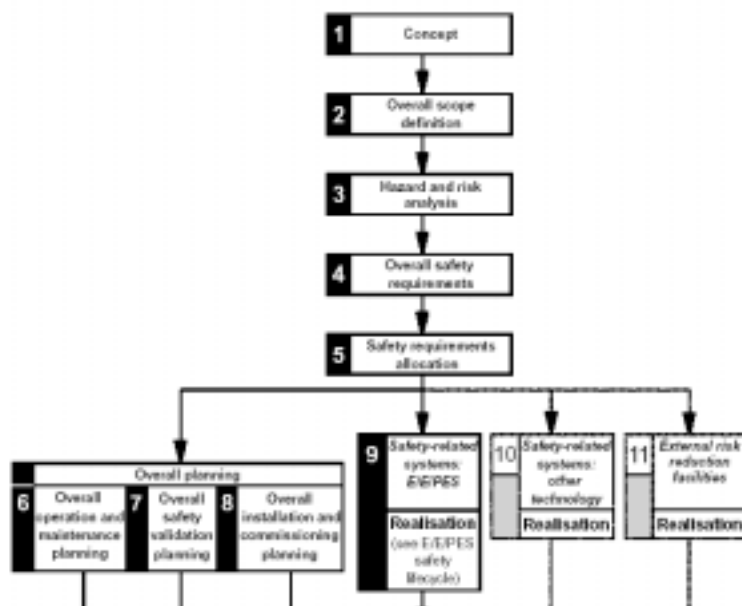 1
Concept
2
Overall scope
definition
3
Hazard and risk
analysis
4
Overall safety
requirements
5
Safety requirements
allocation
Overall planning
6
Overall
operation and
maintenance
planning
7
Overall
safety
validation
planning
8
Overall
installation and
commissioning
planning
9
Safety-related
systems:
E/E/PES
Realisation
(see E/E/PES
safety
lifecycle)
10
Safety-related
systems:
other
technology
Realisation
11
External risk
reduction
facilities
Realisation